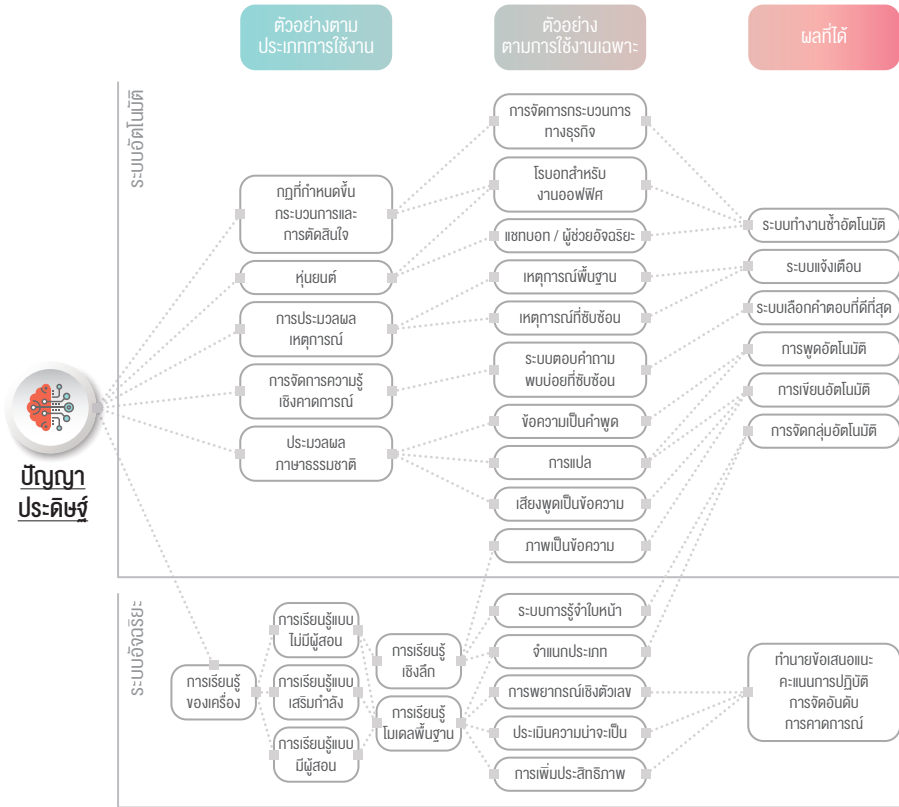 ตัวอย่างตาม
ประเภทการใช้งาน
ตัวอย่าง
ตามการใช้งานเฉพาะ
ผลที่ได้
ระบบอัตโนมัติ
กฎที่กำหนดขึ้น
กระบวนการและ
การตัดสินใจ
หุ่นยนต์
การประมวลผล
เหตุการณ์
การจัดการความรู้
เชิงคาดการณ์
ประมวลผล
ภาษาธรรมชาติ
การจัดการกระบวนการ
ทางธุรกิจ
โรบอทสำหรับ
งานออฟฟิศ
แชทบอท / ผู้ช่วยอัจฉริยะ
เหตุการณ์พื้นฐาน
เหตุการณ์ที่ซับซ้อน
ระบบตอบคำถาม
พบบ่อยที่ซับซ้อน
ข้อความเป็นคำพูด
การแปล
เสียงพูดเป็นข้อความ
ภาพเป็นข้อความ
ระบบทำงานซ้ำอัตโนมัติ
ระบบแจ้งเตือน
ระบบเลือกคำตอบที่ดีที่สุด
การพูดอัตโนมัติ
การเขียนอัตโนมัติ
การจัดกลุ่มอัตโนมัติ
ปัญญา
ประดิษฐ์
ระบบอัจฉริยะ
การเรียนรู้
ของเครื่อง
การเรียนรู้แบบ
ไม่มีผู้สอน
การเรียนรู้แบบ
เสริมกำลัง
การเรียนรู้แบบ
มีผู้สอน
การเรียนรู้
เชิงลึก
การเรียนรู้
โมเดลพื้นฐาน
ระบบการรู้จำใบหน้า
จำแนกประเภท
การพยากรณ์เชิงตัวเลข
ประเมินความน่าจะเป็น
การเพิ่มประสิทธิภาพ
ทำนายข้อเสนอแนะ
คะแนนการปฏิบัติ
การจัดอันดับ
การคาดการณ์